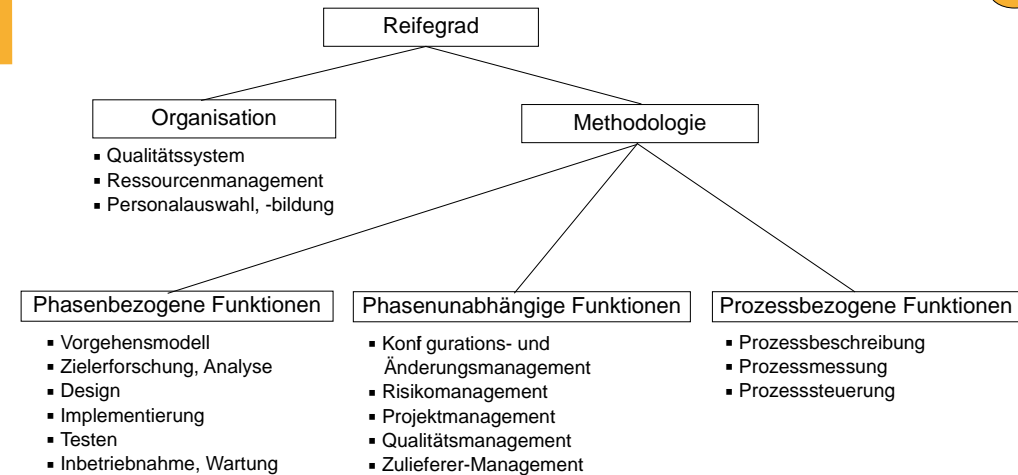 Reifegrad
Organisation
▪ Qualitätssystem
▪ Ressourcenmanagement
▪ Personalauswahl, -bildung
Methodologie
Phasenbezogene Funktionen
▪ Vorgehensmodell
▪ Zielerforschung, Analyse
▪ Design
▪ Implementierung
▪ Testen
▪ Inbetriebnahme, Wartung
Phasenunabhängige Funktionen
▪ Konf gurations- und
Änderungsmanagement
▪ Risikomanagement
▪ Projektmanagement
▪ Qualitätsmanagement
▪ Zulieferer-Management
Prozessbezogene Funktionen
▪ Prozessbeschreibung
▪ Prozessmessung
▪ Prozesssteuerung